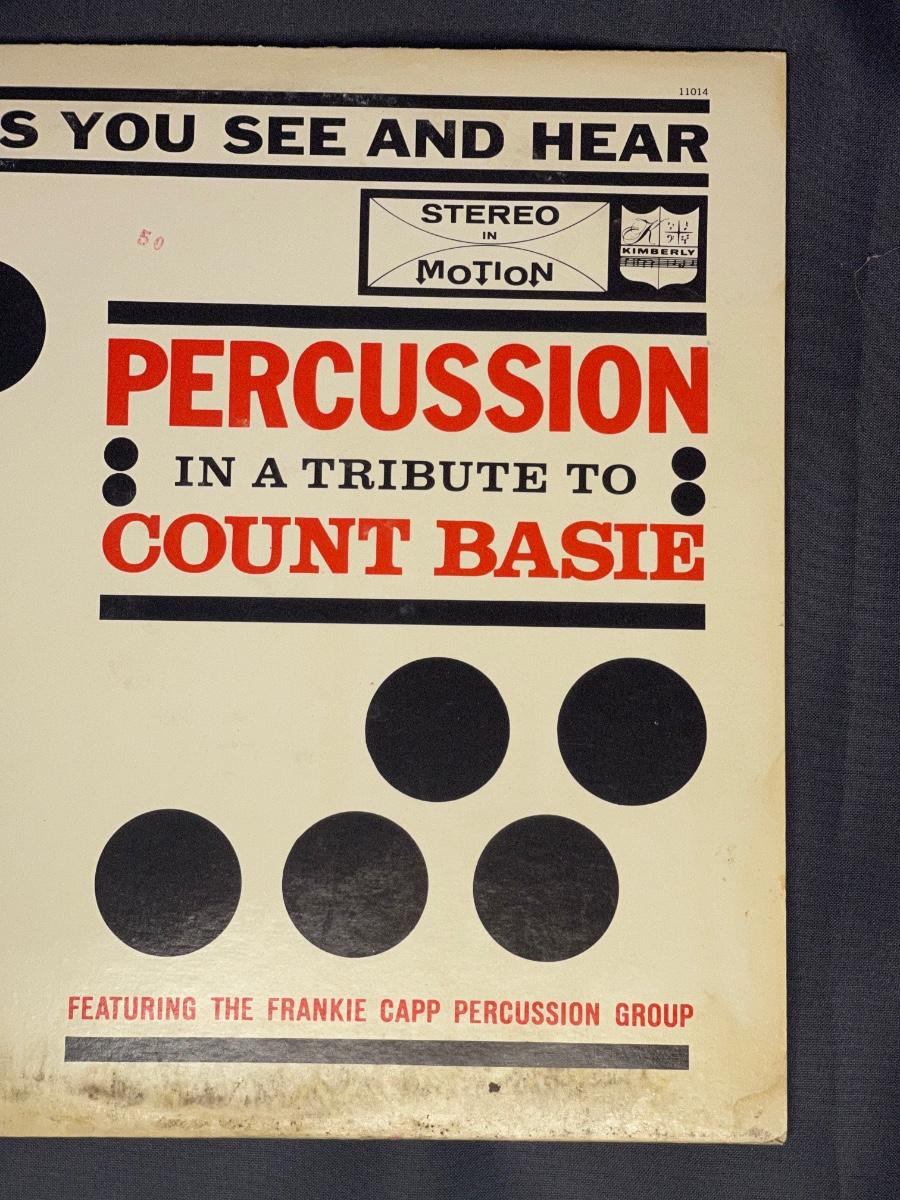 11014
S YOU SEE AND HEAR
STEREO
IN
MOTION
K
KIMBERLY
50
PERCUSSION
IN A TRIBUTE TO
COUNT BASIE
FEATURING THE FRANKIE CAPP PERCUSSION GROUP